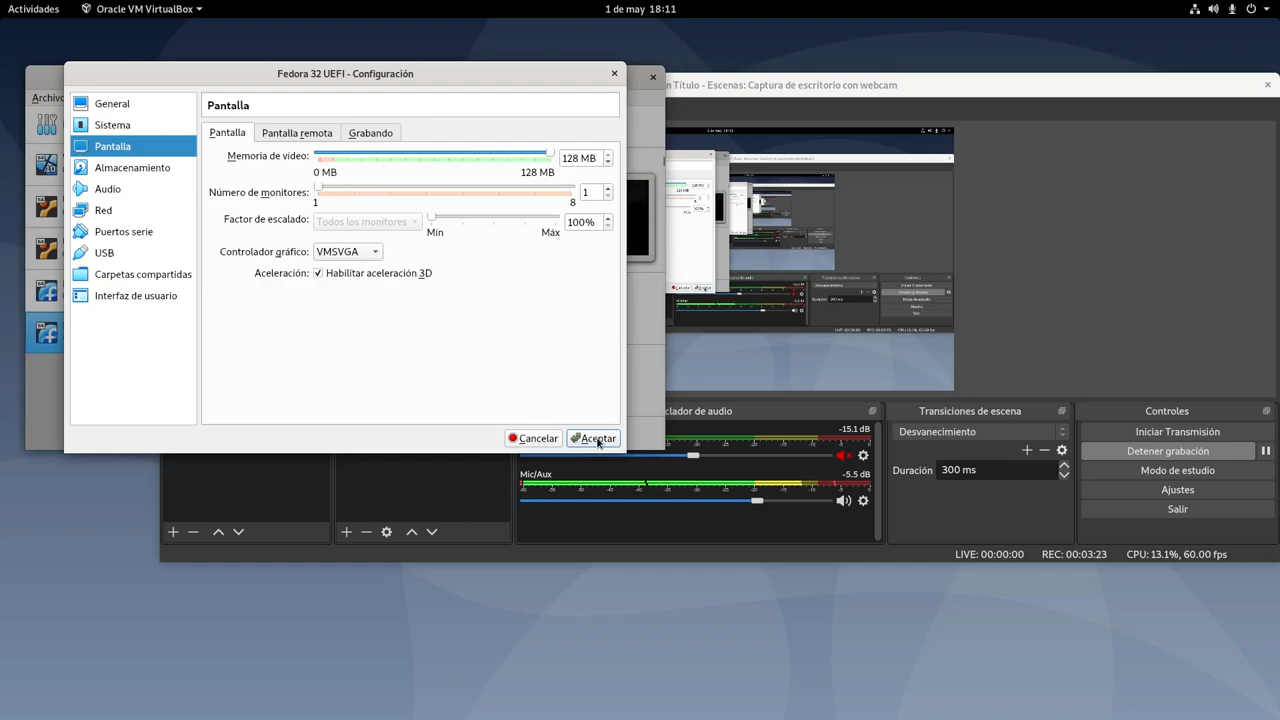 Actividades
Oracle VM VirtualBox
1 de may 18:11
Fedora 32 UEFI - Configuración
n Título - Escenas: Captura de escritorio con webcam
Archivo
General
Sistema
Pantalla
Almacenamiento
Audio
Red
Puertos serie
USB
Carpetas compartidas
Interfaz de usuario
Pantalla
Pantalla
Pantalla remota
Grabando
Memoria de vídeo:
128 MB
0 MB
128 MB
Número de monitores:
1
1
8
Factor de escalado:
Todos los monitores
100%
Mín
Máx
Controlador gráfico:
VMSVGA
Aceleración:
Habilitar aceleración 3D
Cancelar
Aceptar
clador de audio
-15.1 dB
Mic/Aux
-5.5 dB
Transiciones de escena
Desvanecimiento
Duración
300 ms
Controles
Iniciar Transmisión
Detener grabación
Modo de estudio
Ajustes
Salir
LIVE: 00:00:00
REC: 00:03:23
CPU: 13.1%, 60.00 fps